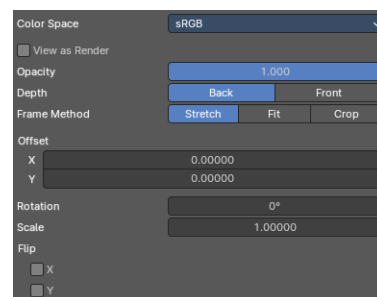 Color Space sRGB
View as Render
Opacity 1.000
Depth Back Front
Frame Method Stretch Fit Crop
Offset
X 0.00000
Y 0.00000
Rotation 0°
Scale 1.00000
Flip
X
Y